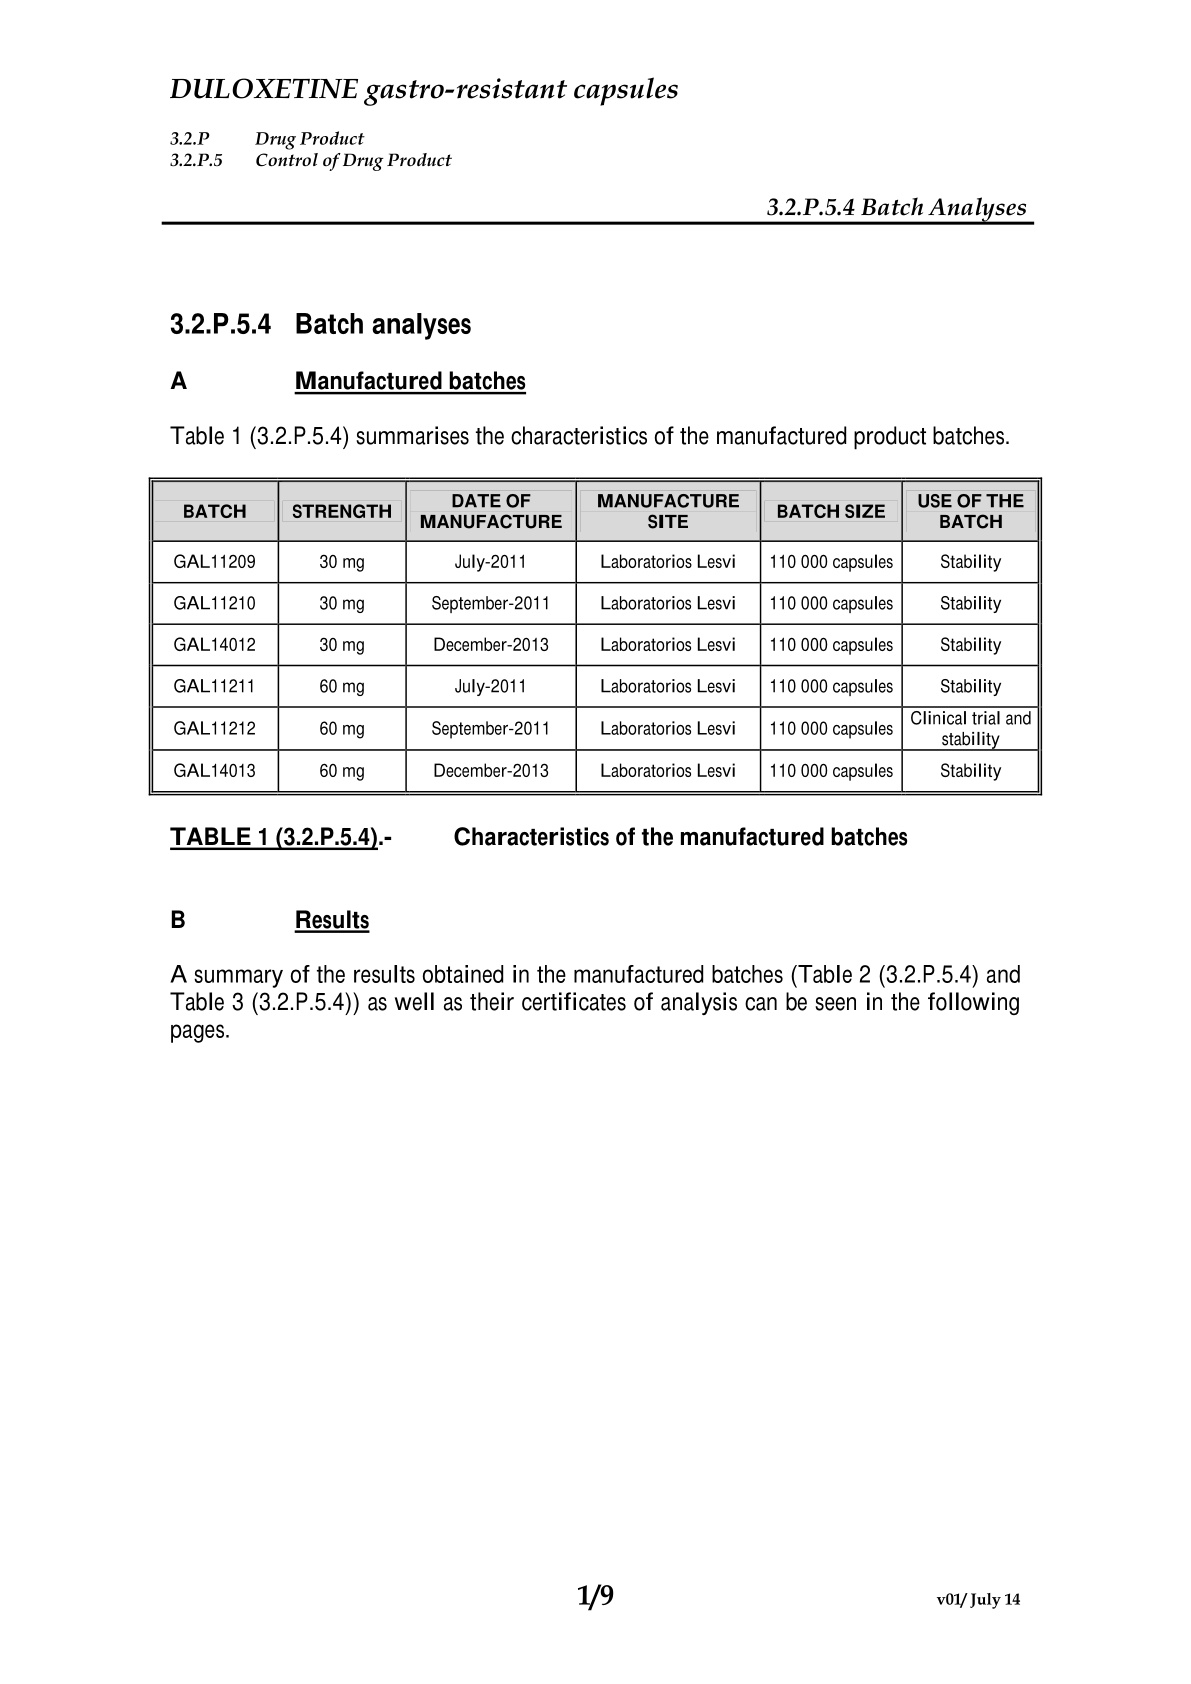 DULOXETINE gastro-resistant capsules
3.2.P Drug Product
3.2.P.5 Control of Drug Product
3.2.P.5.4 Batch Analyses
3.2.P.5.4 Batch analyses
A Manufactured batches
Table 1 (3.2.P.5.4) summarises the characteristics of the manufactured product batches.
BATCH STRENGTH DATE OF MANUFACTURE MANUFACTURE SITE BATCH SIZE USE OF THE BATCH
GAL11209 30 mg July-2011 Laboratorios Lesvi 110 000 capsules Stability
GAL11210 30 mg September-2011 Laboratorios Lesvi 110 000 capsules Stability
GAL14012 30 mg December-2013 Laboratorios Lesvi 110 000 capsules Stability
GAL11211 60 mg July-2011 Laboratorios Lesvi 110 000 capsules Stability
GAL11212 60 mg September-2011 Laboratorios Lesvi 110 000 capsules Clinical trial and stability
GAL14013 60 mg December-2013 Laboratorios Lesvi 110 000 capsules Stability
TABLE 1 (3.2.P.5.4).- Characteristics of the manufactured batches
B Results
A summary of the results obtained in the manufactured batches (Table 2 (3.2.P.5.4) and
Table 3 (3.2.P.5.4)) as well as their certificates of analysis can be seen in the following
pages.
1/9
v01/ July 14